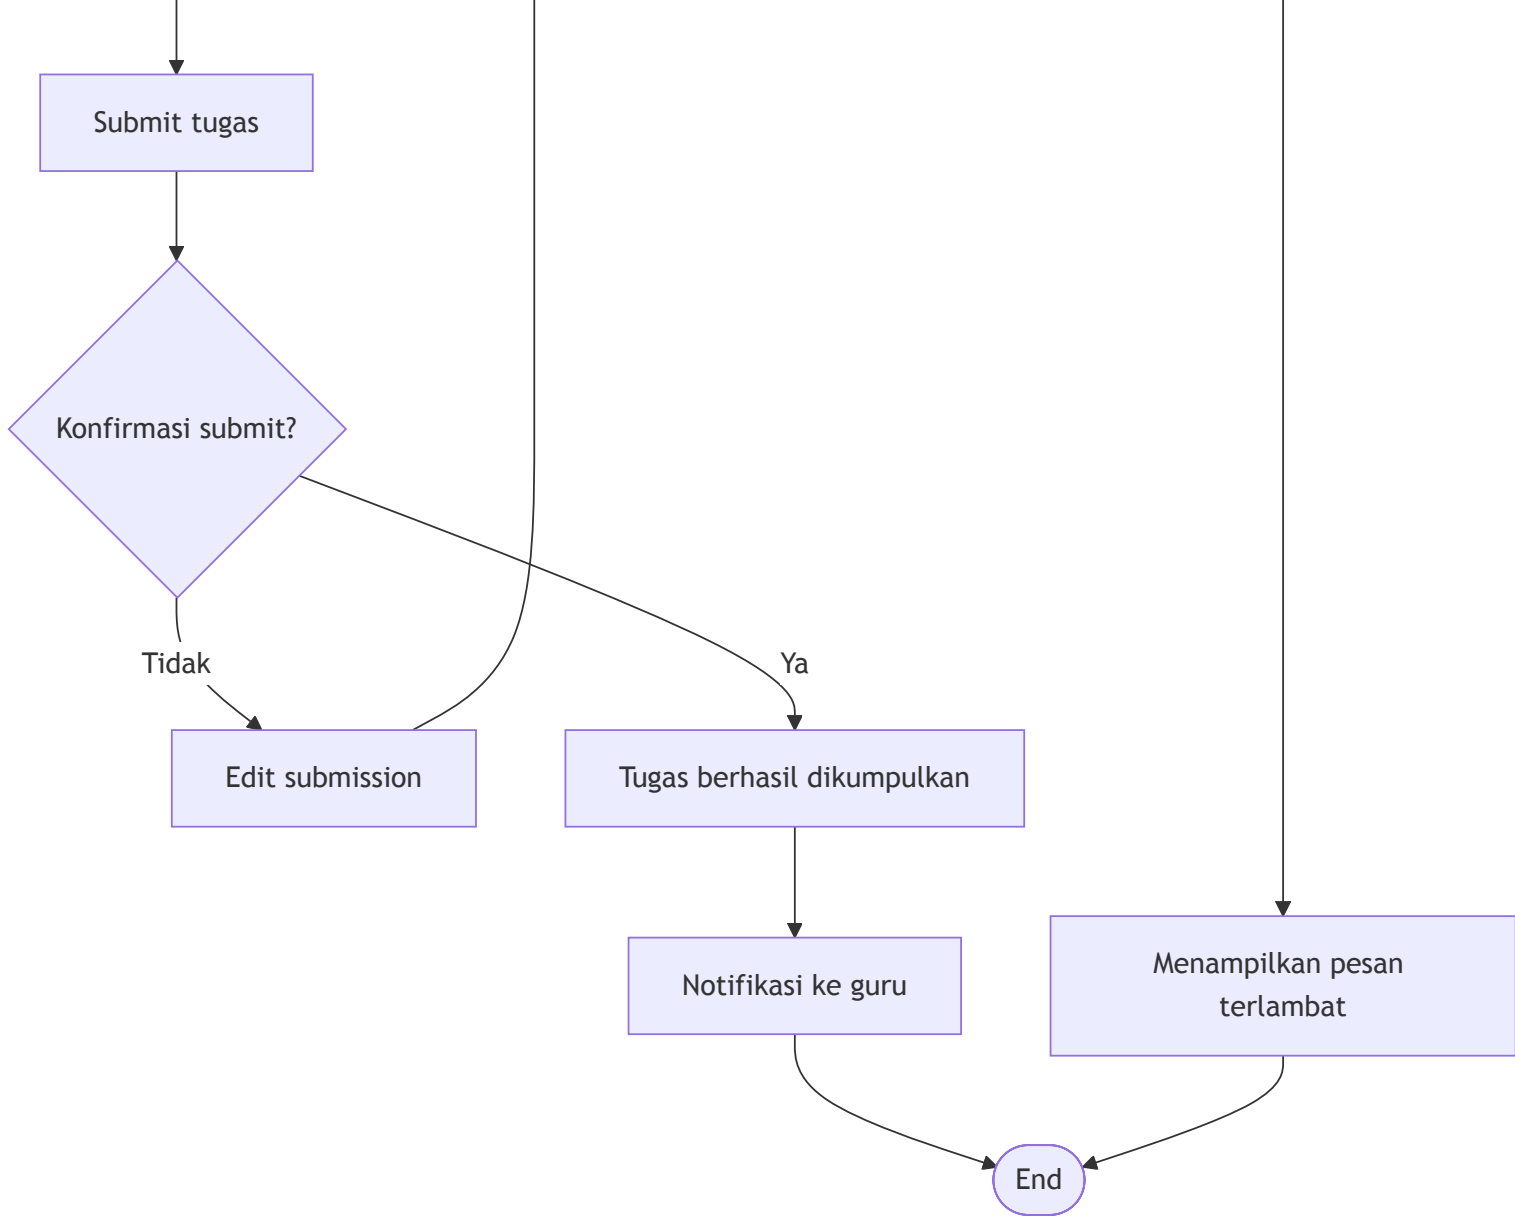 Submit tugas
Konfirmasi submit?
Tidak
Ya
Edit submission
Tugas berhasil dikumpulkan
Notifikasi ke guru
Menampilkan pesan
terlambat
End